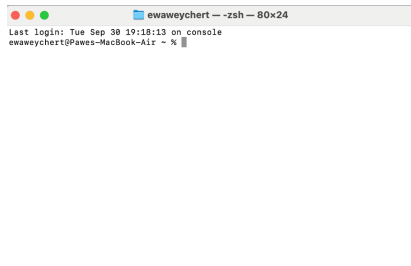 ewaweychert — -zsh — 80×24
Last login: Tue Sep 30 19:18:13 on console
ewaweychert@Pawes-MacBook-Air ~ %